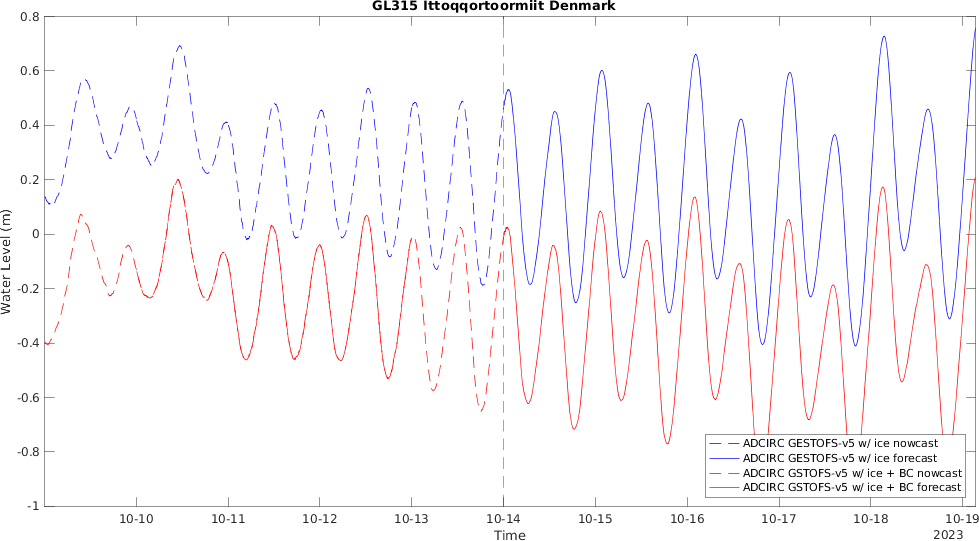 GL315 Ittoqqortoormiit Denmark
0.8
0.6
0.4
0.2
0
-0.2
-0.4
-0.6
-0.8
-1
Water Level (m)
ADCIRC GESTOFS-v5 w/ ice nowcast
ADCIRC GESTOFS-v5 w/ ice forecast
ADCIRC GSTOFS-v5 w/ ice + BC nowcast
ADCIRC GSTOFS-v5 w/ ice + BC forecast
10-10 10-11 10-12 10-13 10-14 10-15 10-16 10-17 10-18 10-19
Time
2023